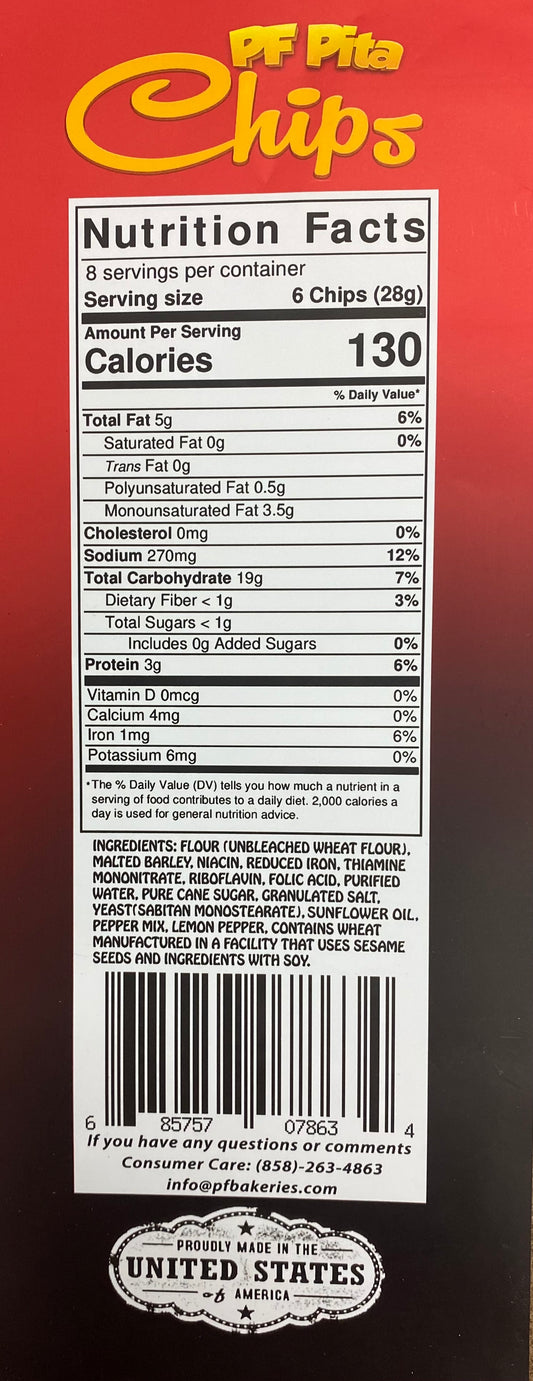 PF Pita
Chips
Nutrition Facts
8 servings per container
Serving size 6 Chips (28g)
Amount Per Serving
Calories 130
% Daily Value*
Total Fat 5g 6%
Saturated Fat 0g 0%
Trans Fat 0g
Polyunsaturated Fat 0.5g
Monounsaturated Fat 3.5g
Cholesterol 0mg 0%
Sodium 270mg 12%
Total Carbohydrate 19g 7%
Dietary Fiber < 1g 3%
Total Sugars < 1g
Includes 0g Added Sugars 0%
Protein 3g 6%
Vitamin D 0mcg 0%
Calcium 4mg 0%
Iron 1mg 6%
Potassium 6mg 0%
*The % Daily Value (DV) tells you how much a nutrient in a
serving of food contributes to a daily diet. 2,000 calories a
day is used for general nutrition advice.
INGREDIENTS: FLOUR (UNBLEACHED WHEAT FLOUR),
MALTED BARLEY, NIACIN, REDUCED IRON, THIAMINE
MONONITRATE, RIBOFLAVIN, FOLIC ACID, PURIFIED
WATER, PURE CANE SUGAR, GRANULATED SALT,
YEAST(SABITAN MONOSTEARATE), SUNFLOWER OIL,
PEPPER MIX, LEMON PEPPER, CONTAINS WHEAT
MANUFACTURED IN A FACILITY THAT USES SESAME
SEEDS AND INGREDIENTS WITH SOY.
6 85757 07863 4
If you have any questions or comments
Consumer Care: (858)-263-4863
info@pfbakeries.com
PROUDLY MADE IN THE
UNITED STATES
of AMERICA